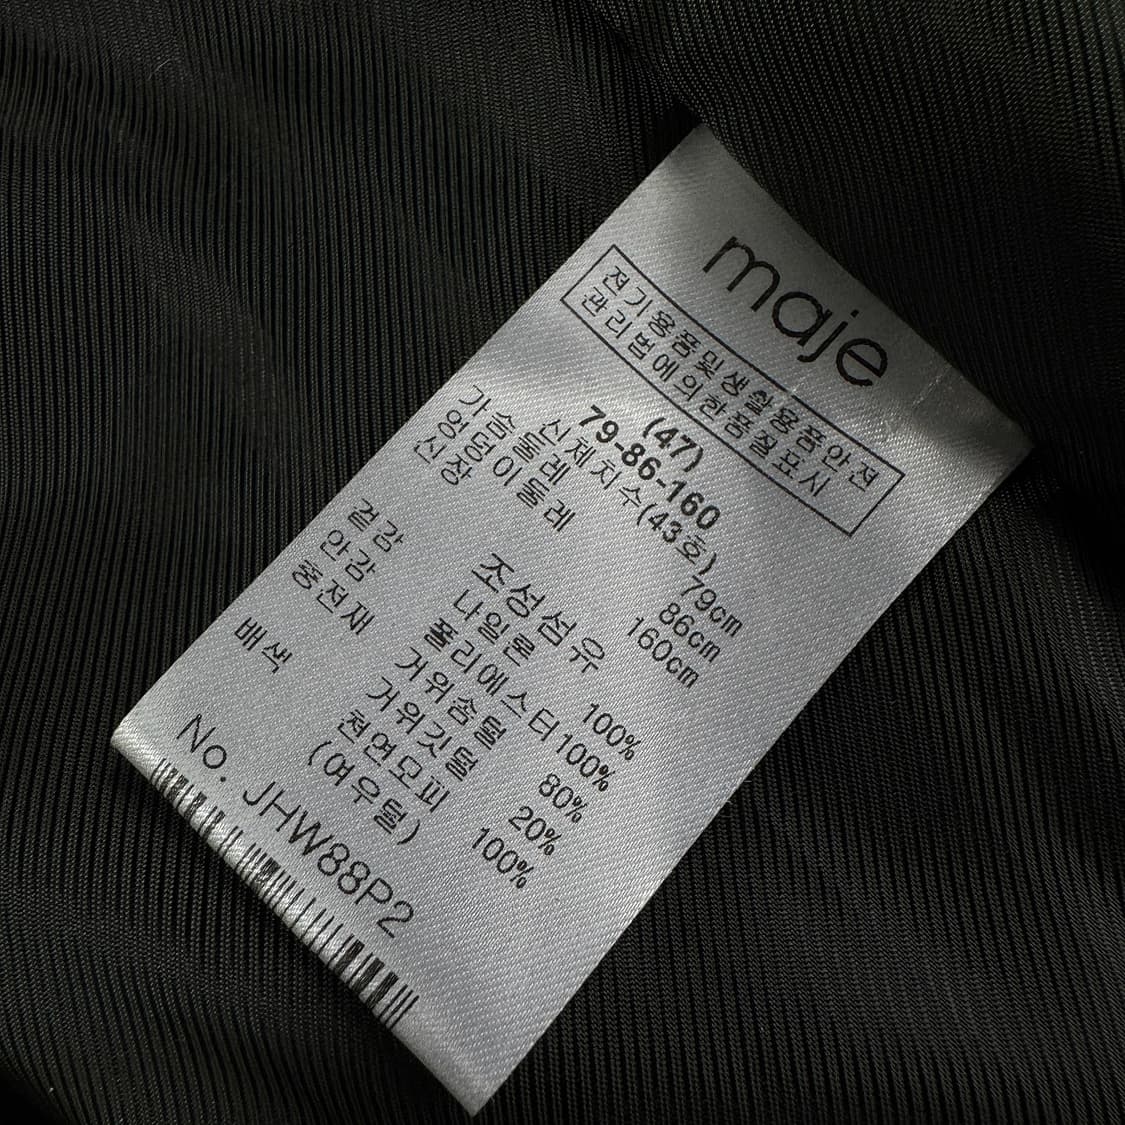 maje
전기용품및생활용품안전
관리법에의한품질표시
(47)
79-86-160
신체치수(43호)
가슴둘레 79cm
엉덩이둘레 86cm
신장 160cm
조성섬유
겉감 나일론 100%
안감 폴리에스터 100%
충전재 거위솜털 80%
거위깃털 20%
배색 천연모피 100%
(여우털)
No. JHW88P2